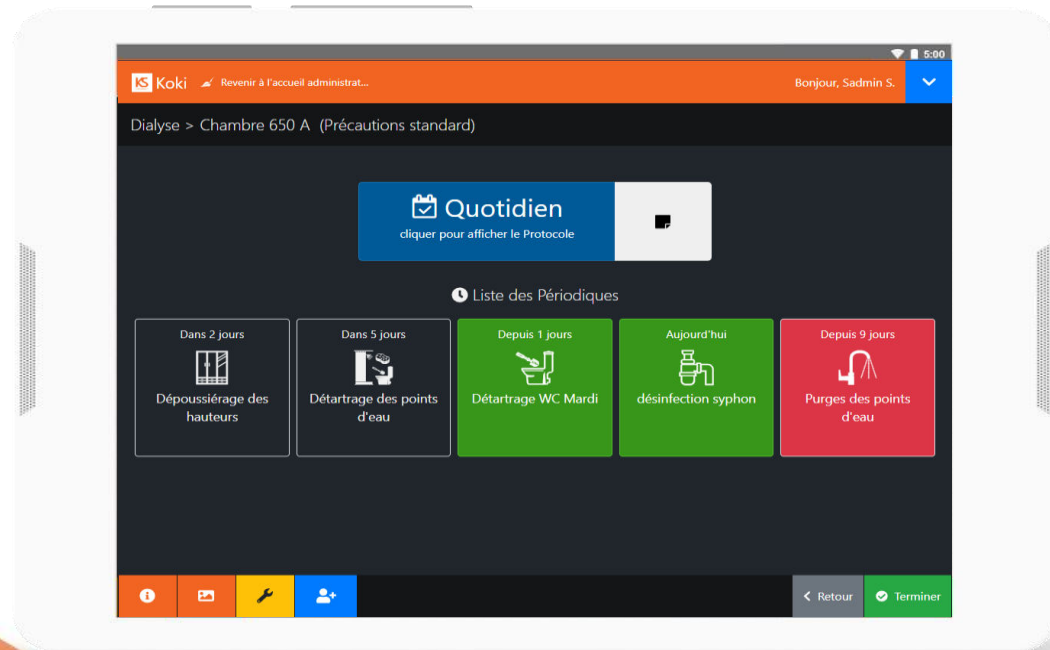 5:00
KS Koki Revenir à l'accueil administrat... Bonjour, Sadmin S.
Dialyse > Chambre 650 A (Précautions standard)
Quotidien
cliquer pour afficher le Protocole
Liste des Périodiques
Dans 2 jours
Dépoussiérage des
hauteurs
Dans 5 jours
Détartrage des points
d'eau
Depuis 1 jours
Détartrage WC Mardi
Aujourd'hui
désinfection syphon
Depuis 9 jours
Purges des points
d'eau
Retour
Terminer